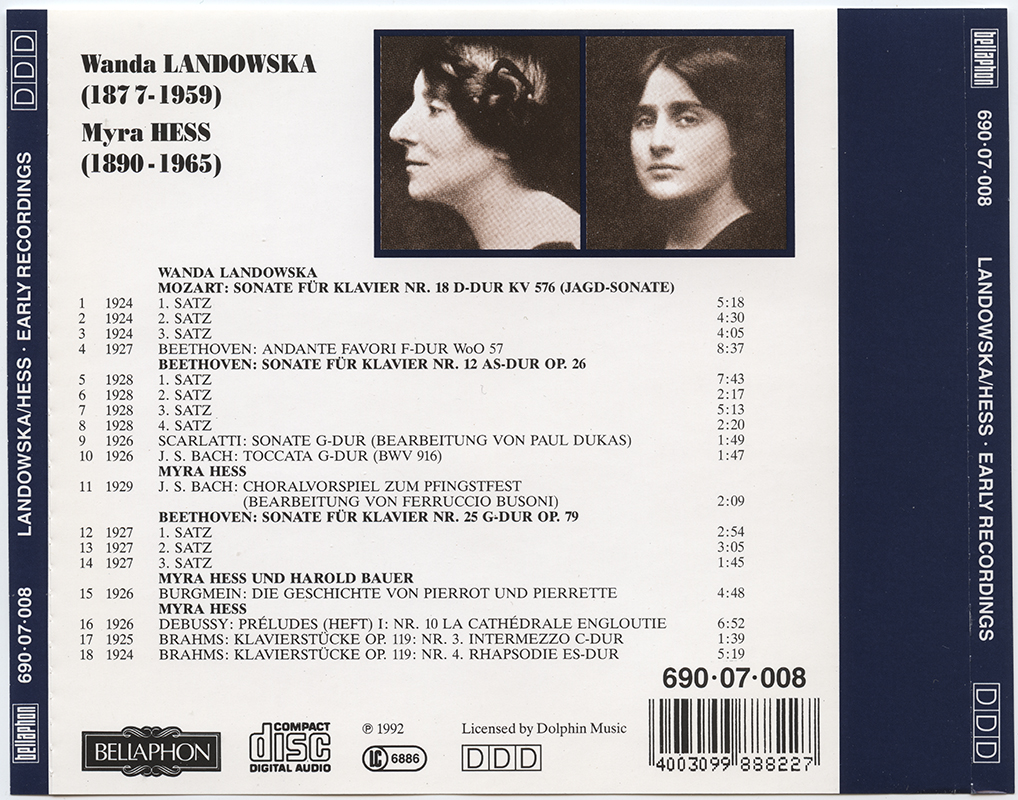 DDD
LANDOWSKA/HESS · EARLY RECORDINGS
690·07·008
bellaphon
Wanda LANDOWSKA
(1877-1959)
Myra HESS
(1890-1965)
WANDA LANDOWSKA
MOZART: SONATE FÜR KLAVIER NR. 18 D-DUR KV 576 (JAGD-SONATE)
1 1924 1. SATZ 5:18
2 1924 2. SATZ 4:30
3 1924 3. SATZ 4:05
4 1927 BEETHOVEN: ANDANTE FAVORI F-DUR WoO 57 8:37
BEETHOVEN: SONATE FÜR KLAVIER NR. 12 AS-DUR OP. 26
5 1928 1. SATZ 7:43
6 1928 2. SATZ 2:17
7 1928 3. SATZ 5:13
8 1928 4. SATZ 2:20
9 1926 SCARLATTI: SONATE G-DUR (BEARBEITUNG VON PAUL DUKAS) 1:49
10 1926 J. S. BACH: TOCCATA G-DUR (BWV 916) 1:47
MYRA HESS
11 1929 J. S. BACH: CHORALVORSPIEL ZUM PFINGSTFEST
(BEARBEITUNG VON FERRUCCIO BUSONI) 2:09
BEETHOVEN: SONATE FÜR KLAVIER NR. 25 G-DUR OP. 79
12 1927 1. SATZ 2:54
13 1927 2. SATZ 3:05
14 1927 3. SATZ 1:45
MYRA HESS UND HAROLD BAUER
15 1926 BURGMEIN: DIE GESCHICHTE VON PIERROT UND PIERRETTE 4:48
MYRA HESS
16 1926 DEBUSSY: PRÉLUDES (HEFT) I: NR. 10 LA CATHÉDRALE ENGLOUTIE 6:52
17 1925 BRAHMS: KLAVIERSTÜCKE OP. 119: NR. 3. INTERMEZZO C-DUR 1:39
18 1924 BRAHMS: KLAVIERSTÜCKE OP. 119: NR. 4. RHAPSODIE ES-DUR 5:19
690·07·008
BELLAPHON
COMPACT
disc
DIGITAL AUDIO
℗ 1992
LC 6886
Licensed by Dolphin Music
DDD
4003099 888227
bellaphon
690·07·008
LANDOWSKA/HESS · EARLY RECORDINGS
DDD